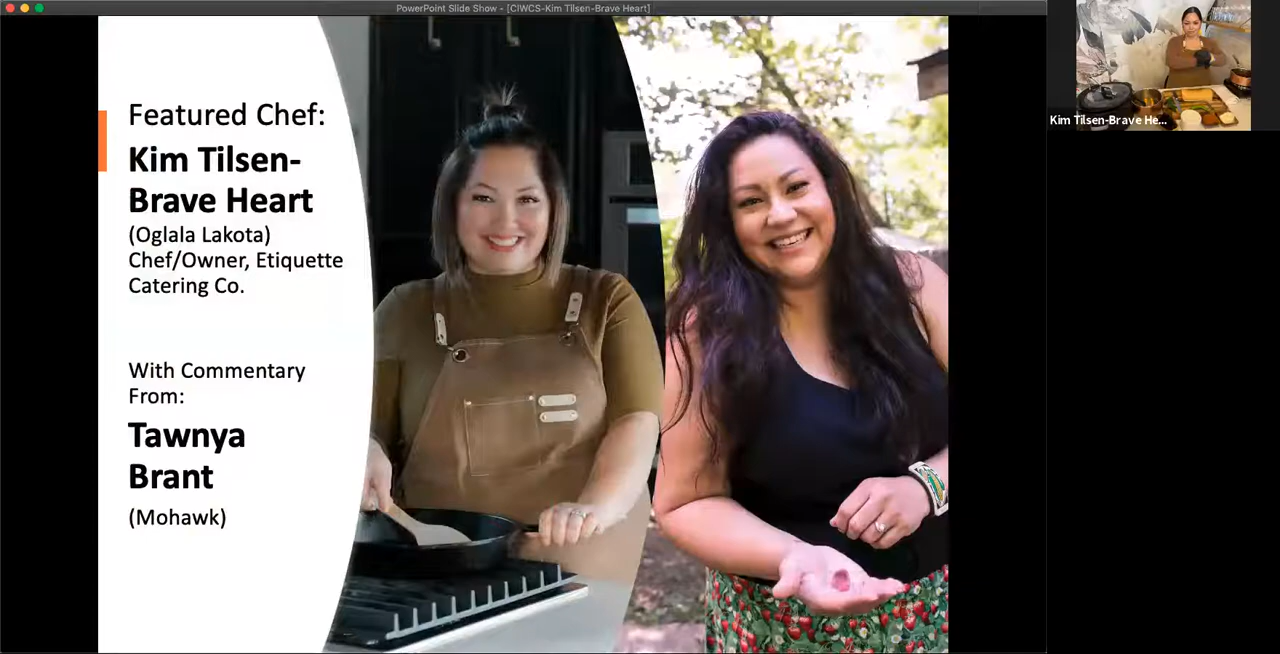 PowerPoint Slide Show - [CIWCS-Kim Tilsen-Brave Heart]
Featured Chef:
Kim Tilsen-
Brave Heart
(Oglala Lakota)
Chef/Owner, Etiquette
Catering Co.
With Commentary
From:
Tawnya
Brant
(Mohawk)
Kim Tilsen-Brave He...